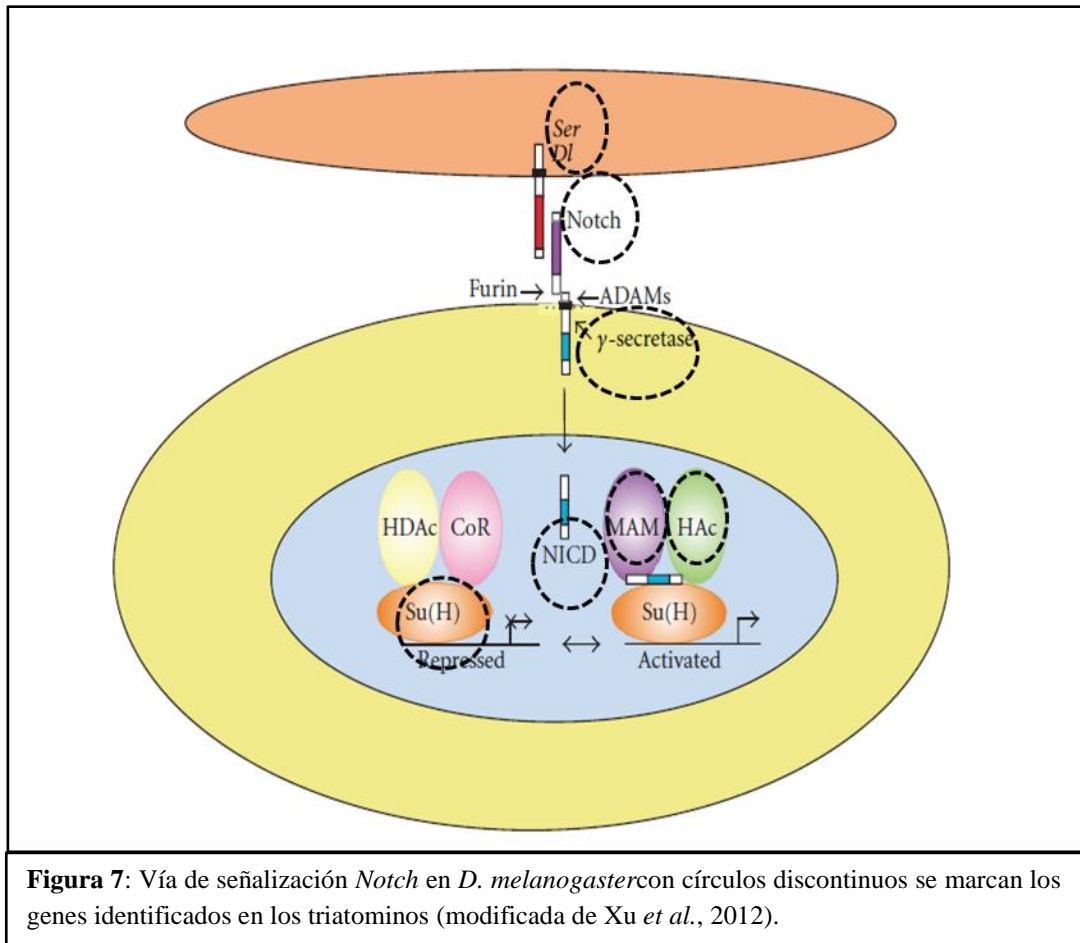 Ser
Dl
Notch
Furin
ADAMs
γ-secretase
HDAc CoR NICD MAM HAc
Su(H) Su(H)
Repressed Activated
Figura 7: Vía de señalización Notch en D. melanogastercon círculos discontinuos se marcan los
genes identificados en los triatominos (modificada de Xu et al., 2012).